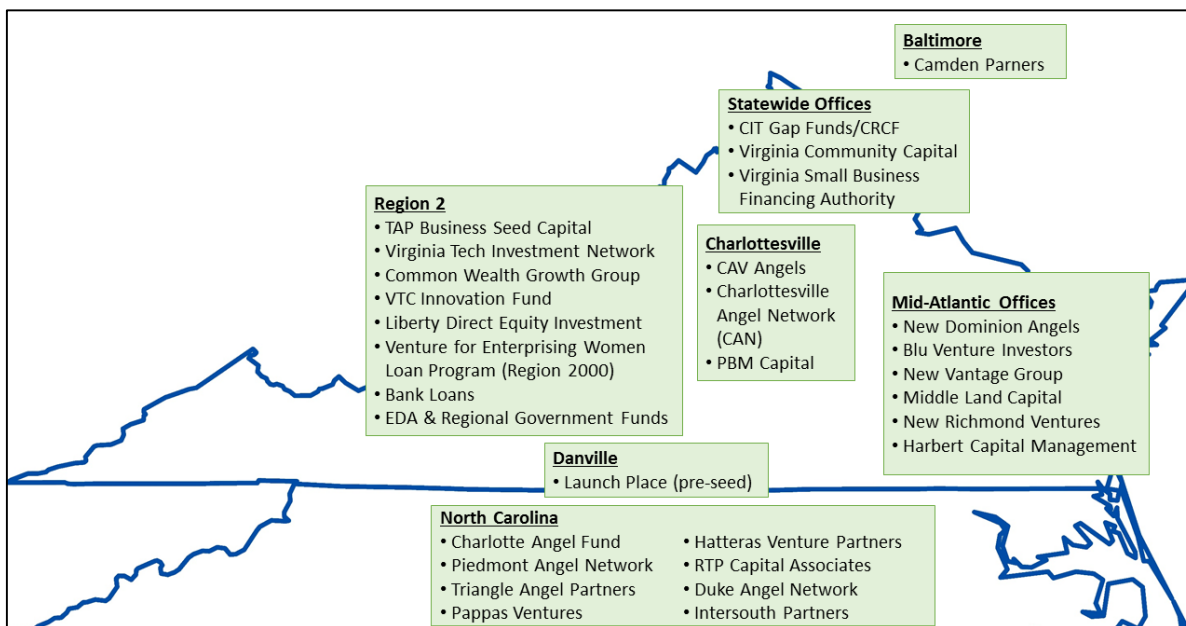 Baltimore
• Camden Parners
Statewide Offices
• CIT Gap Funds/CRCF
• Virginia Community Capital
• Virginia Small Business
Financing Authority
Region 2
• TAP Business Seed Capital
• Virginia Tech Investment Network
• Common Wealth Growth Group
• VTC Innovation Fund
• Liberty Direct Equity Investment
• Venture for Enterprising Women
Loan Program (Region 2000)
• Bank Loans
• EDA & Regional Government Funds
Charlottesville
• CAV Angels
• Charlottesville
Angel Network
(CAN)
• PBM Capital
Mid-Atlantic Offices
• New Dominion Angels
• Blu Venture Investors
• New Vantage Group
• Middle Land Capital
• New Richmond Ventures
• Harbert Capital Management
Danville
• Launch Place (pre-seed)
North Carolina
• Charlotte Angel Fund
• Piedmont Angel Network
• Triangle Angel Partners
• Pappas Ventures
• Hatteras Venture Partners
• RTP Capital Associates
• Duke Angel Network
• Intersouth Partners